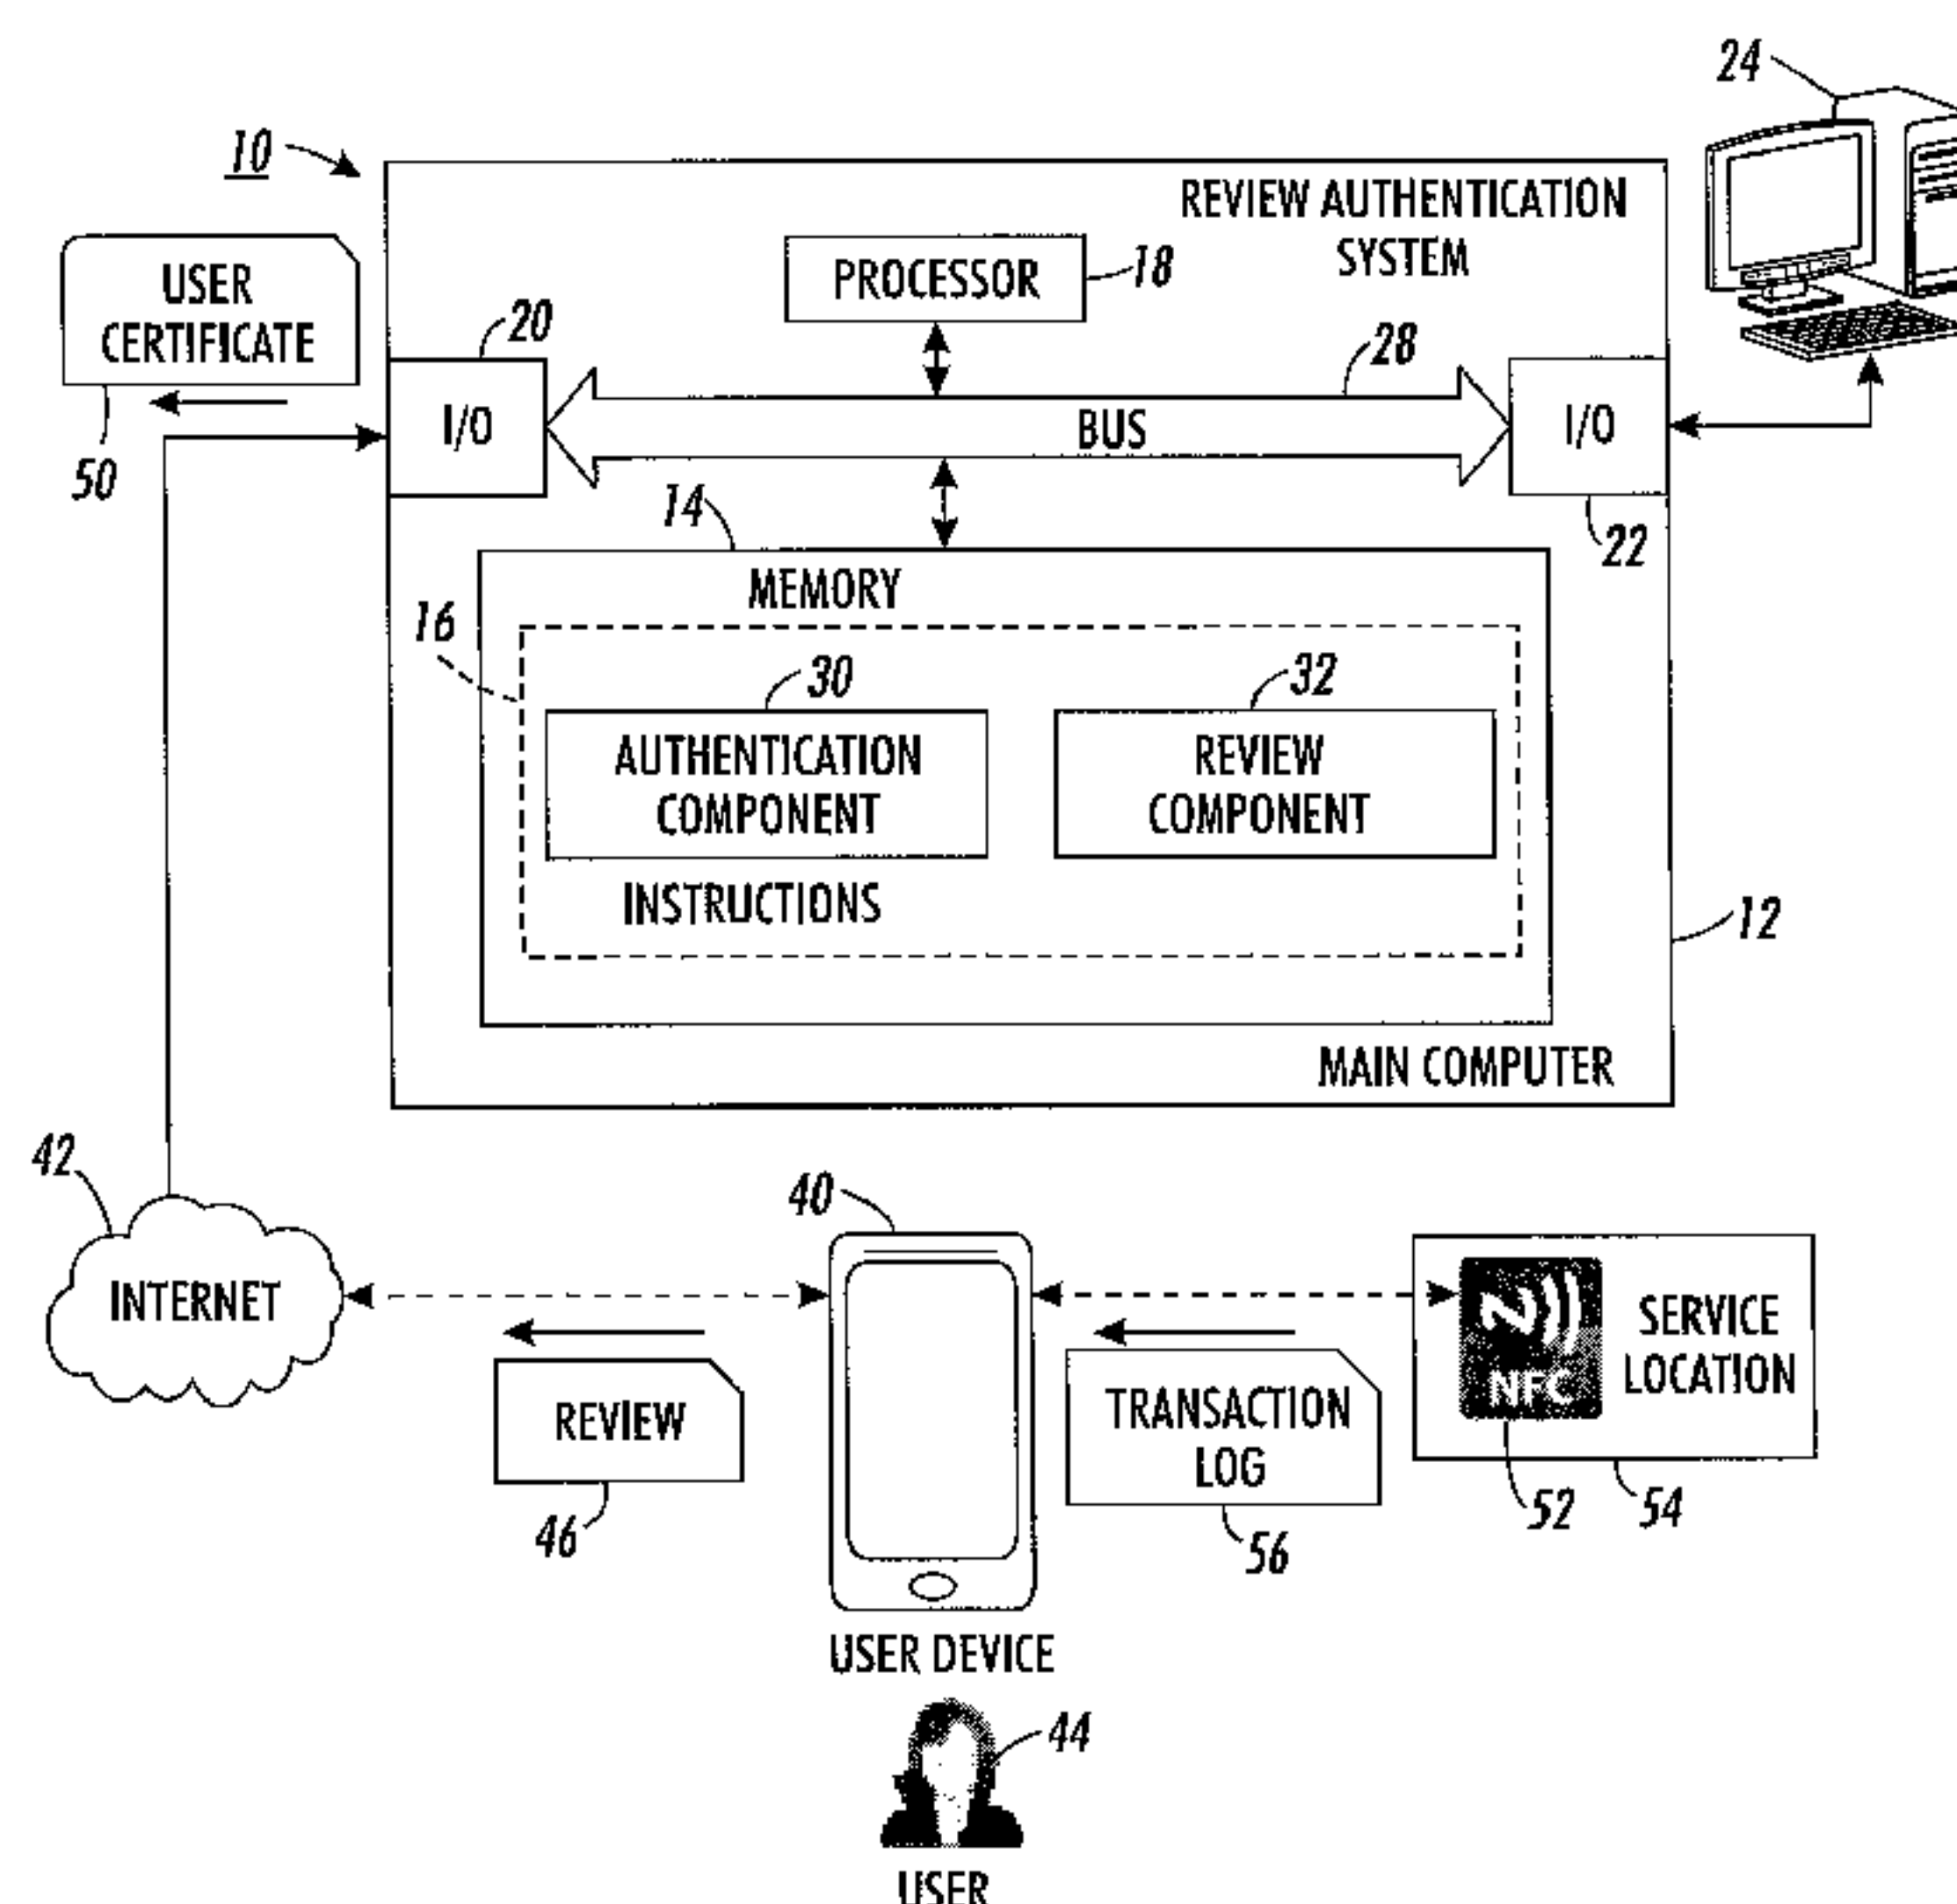 24
10
REVIEW AUTHENTICATION
SYSTEM
USER
CERTIFICATE
PROCESSOR
18
20
28
I/O
BUS
I/O
50
14
22
MEMORY
16
30
32
AUTHENTICATION
COMPONENT
REVIEW
COMPONENT
INSTRUCTIONS
12
MAIN COMPUTER
42
40
INTERNET
SERVICE
LOCATION
N
NFC
REVIEW
TRANSACTION
LOG
46
56
52
54
USER DEVICE
44
USER